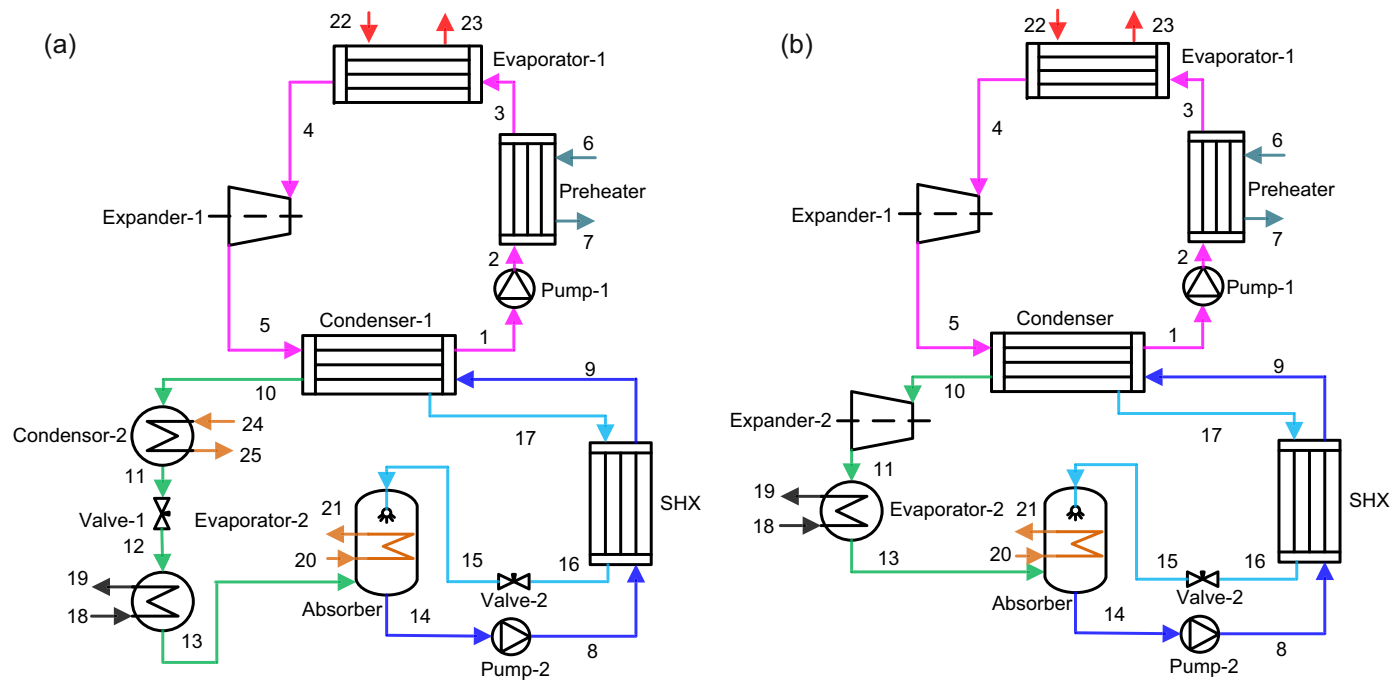 (a)
22
23
Evaporator-1
4
3
6
Preheater
7
Expander-1
2
Pump-1
5
Condenser-1
1
10
9
Condensor-2
24
25
17
11
Valve-1
12
Evaporator-2
21
20
15
16
SHX
19
18
13
Absorber
14
Valve-2
Pump-2
8
(b)
22
23
Evaporator-1
4
3
6
Preheater
7
Expander-1
2
Pump-1
5
Condenser
1
10
9
Expander-2
17
11
19
18
Evaporator-2
21
20
13
15
16
SHX
Absorber
14
Valve-2
Pump-2
8